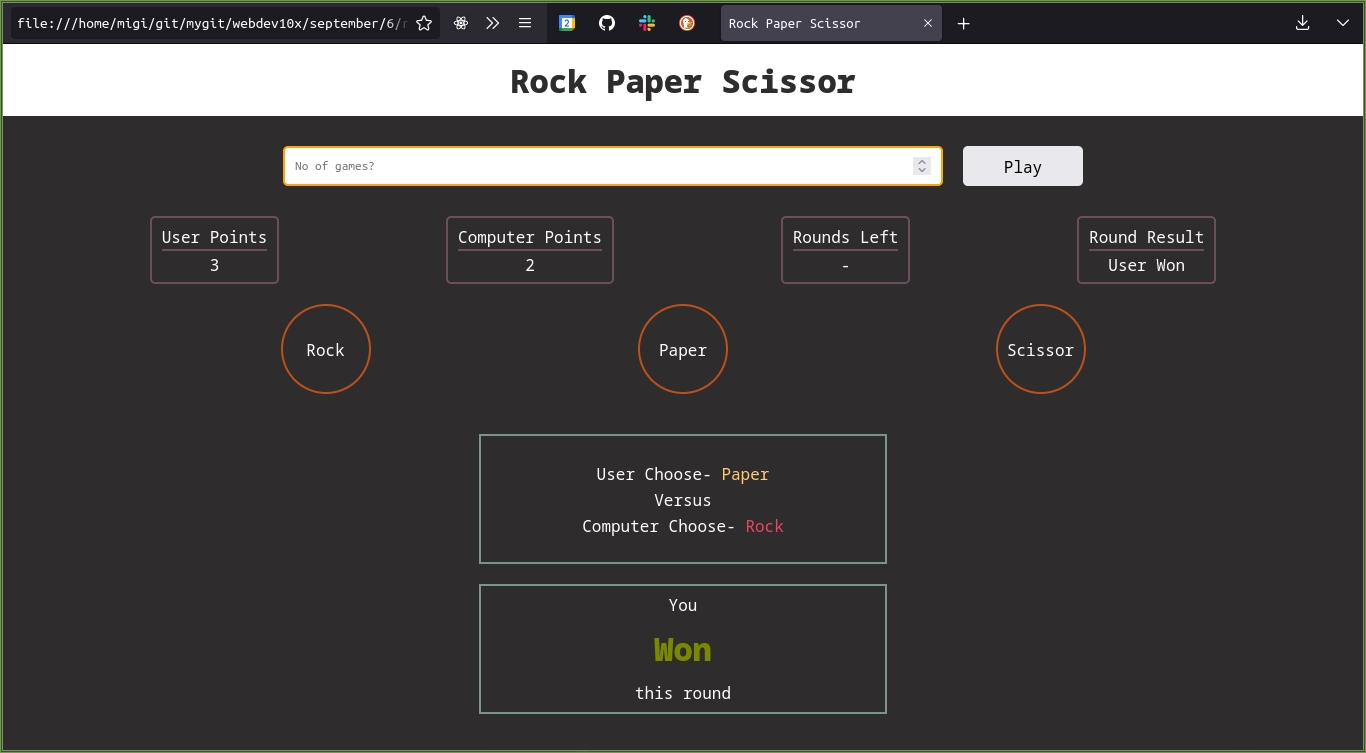 file:///home/migi/git/mygit/webdev10x/september/6/
2
Rock Paper Scissor
Rock Paper Scissor
No of games?
Play
User Points
3
Computer Points
2
Rounds Left
-
Round Result
User Won
Rock
Paper
Scissor
User Choose- Paper
Versus
Computer Choose- Rock
You
Won
this round